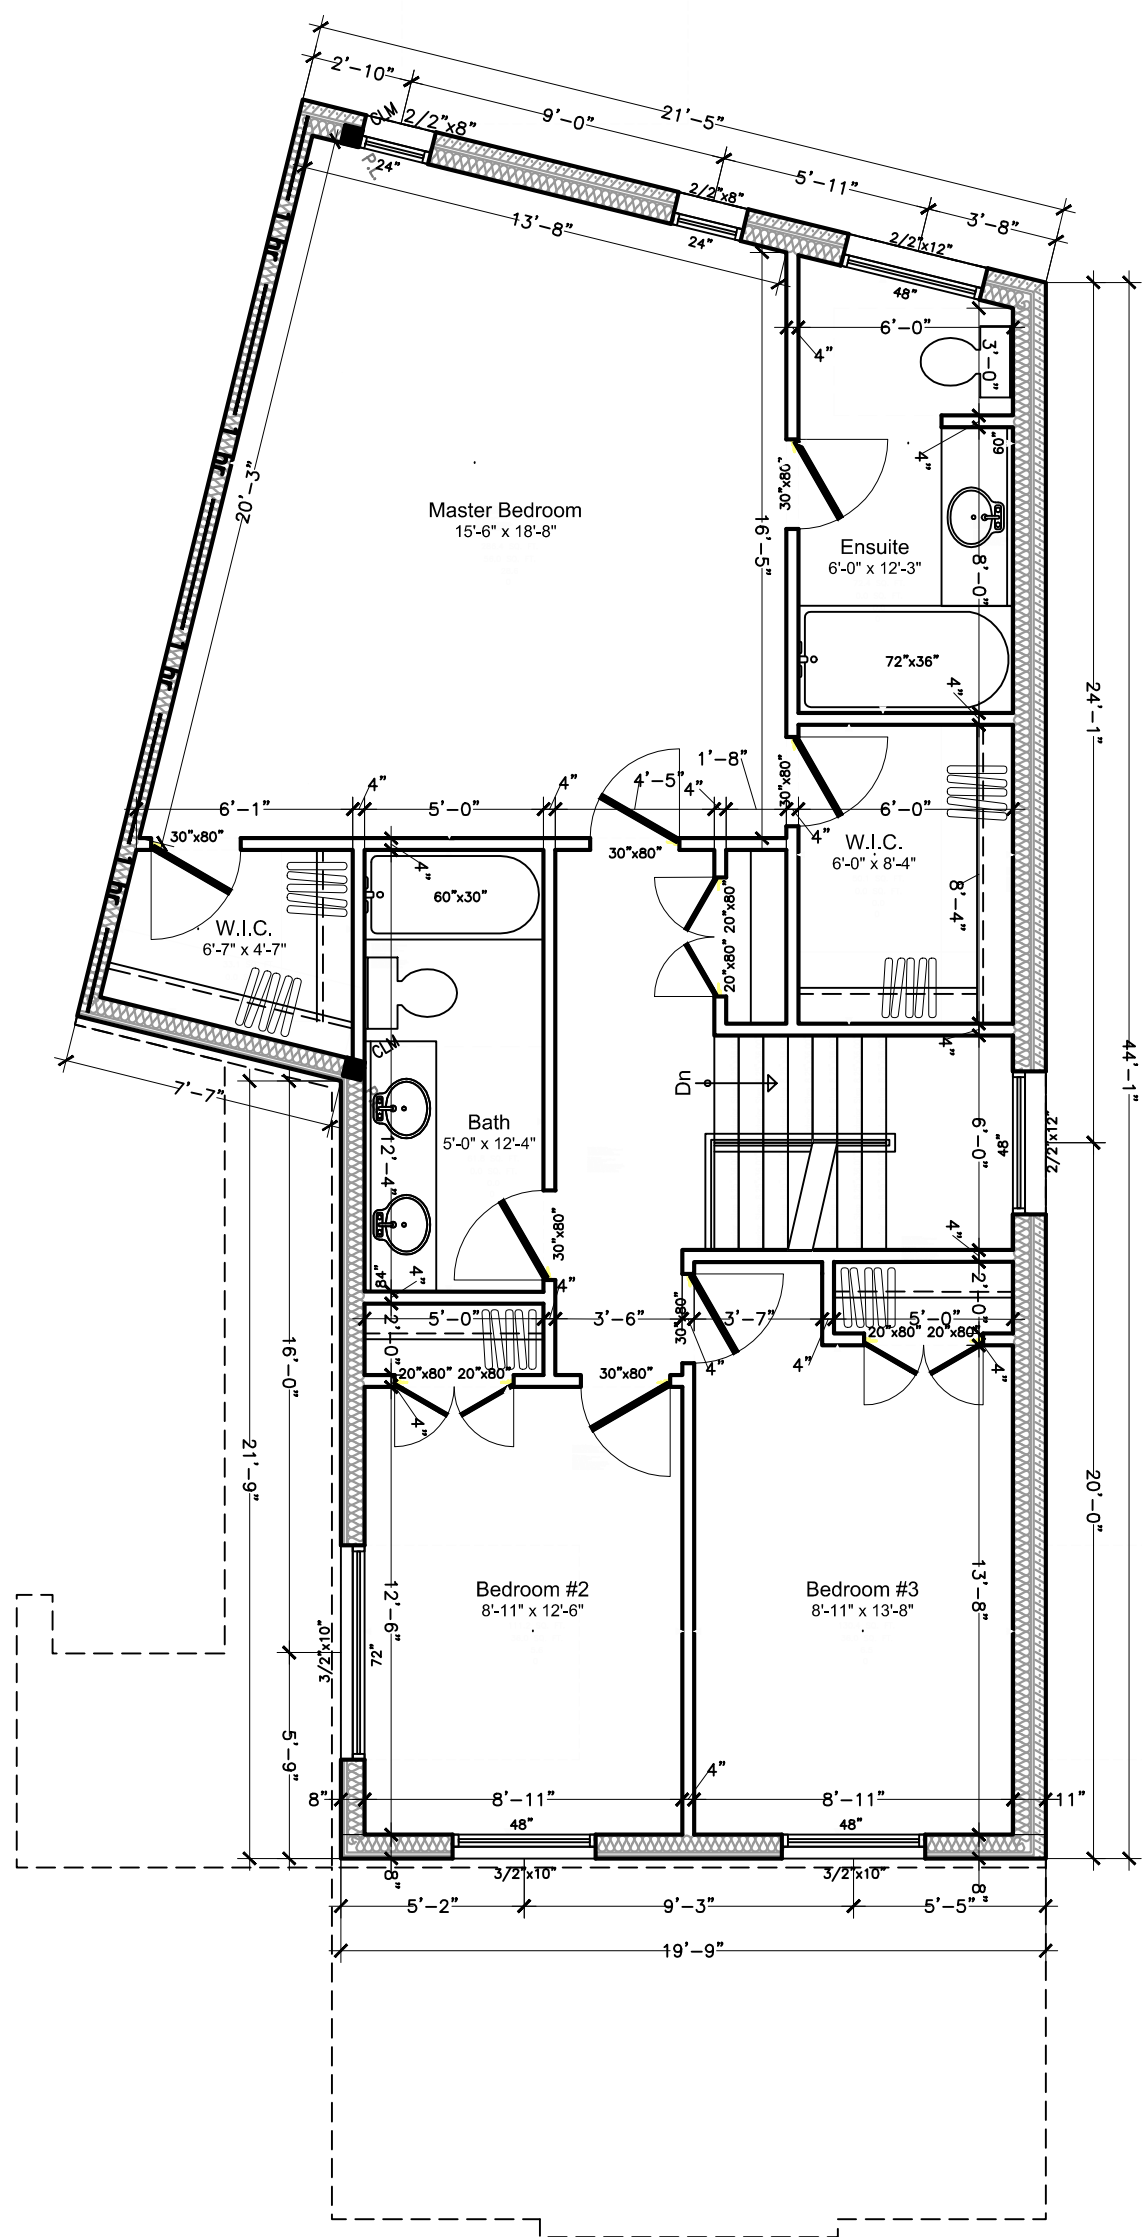 2'-10"
21'-5"
9'-0"
5'-11"
3'-8"
CLM
2/2"x8"
24"
13'-8"
2/2"x8"
24"
2/2"x12"
48"
1 hr
6'-0"
4"
3'-0"
60"
4"
1 hr
20'-3"
30"x80"
Master Bedroom
15'-6" x 18'-8"
16'-5"
Ensuite
6'-0" x 12'-3"
8'-0"
1 hr
72"x36"
4"
24'-1"
4"
6'-1"
5'-0"
4"
4'-5"
4"
1'-8"
30"x80"
4"
6'-0"
30"x80"
4"
30"x80"
W.I.C.
6'-0" x 8'-4"
8'-4"
1 hr
60"x30"
20"x80"
20"x80"
W.I.C.
6'-7" x 4'-7"
CLM
7'-7"
4"
44'-1"
Dn
Bath
5'-0" x 12'-4"
12'-4"
6'-0"
48"
2/2"x12"
30"x80"
4"
84"
4"
4"
2'-0"
5'-0"
2'-0"
3'-6"
30"x80"
3'-7"
5'-0"
20"x80"
20"x80"
4"
4"
4"
20"x80"
20"x80"
30"x80"
4"
16'-0"
21'-9"
20'-0"
Bedroom #2
8'-11" x 12'-6"
12'-6"
Bedroom #3
8'-11" x 13'-8"
13'-8"
3/2"x10"
72"
5'-9"
4"
8"
8'-11"
8'-11"
11"
48"
48"
8"
3/2"x10"
3/2"x10"
8"
5'-2"
9'-3"
5'-5"
19'-9"